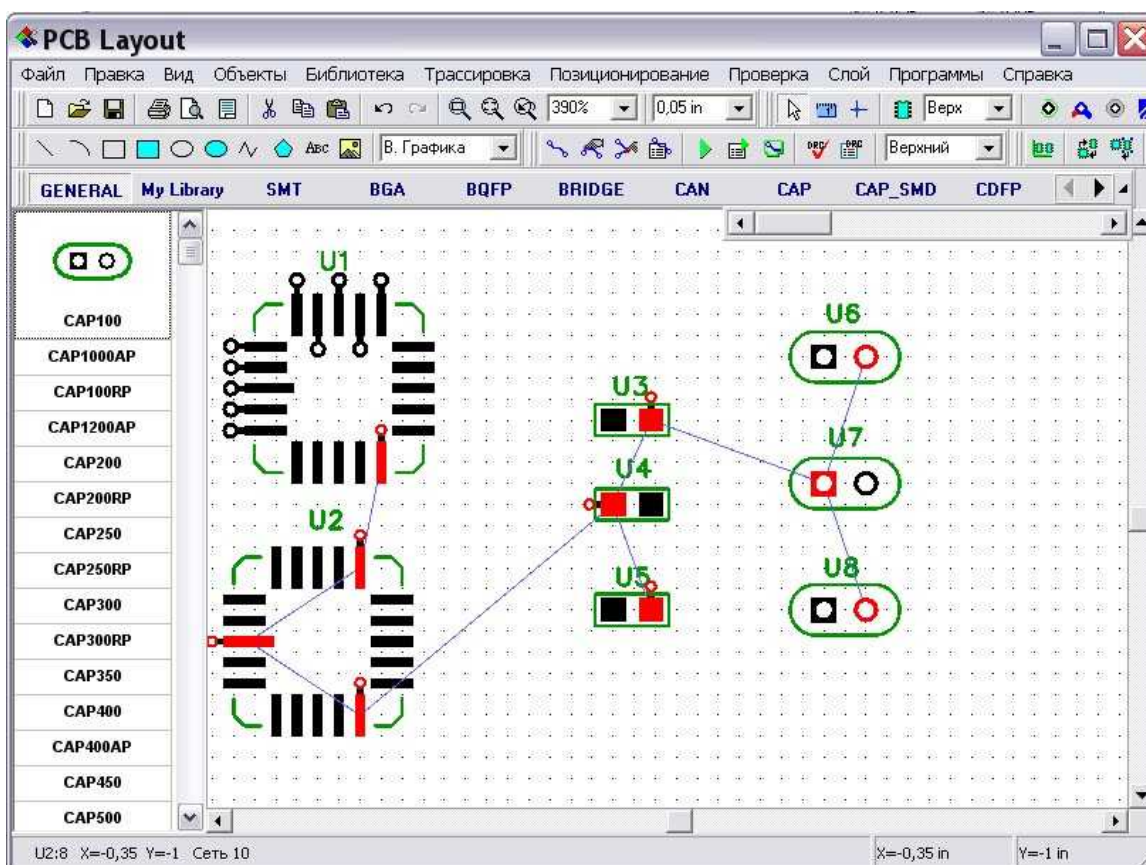 PCB Layout
Файл Правка Вид Объекты Библиотека Трассировка Позиционирование Проверка Слой Программы Справка
390% 0,05 in Верх
ABC В. Графика DRC DRC Верхний
GENERAL My Library SMT BGA BQFP BRIDGE CAN CAP CAP_SMD CDFP
CAP100
CAP1000AP
CAP100RP
CAP1200AP
CAP200
CAP200RP
CAP250
CAP250RP
CAP300
CAP300RP
CAP350
CAP400
CAP400AP
CAP450
CAP500
U1
U6
U3
U7
U4
U2
U5
U8
U2:8 X=-0,35 Y=-1 Сеть 10
X=-0,35 in
Y=-1 in